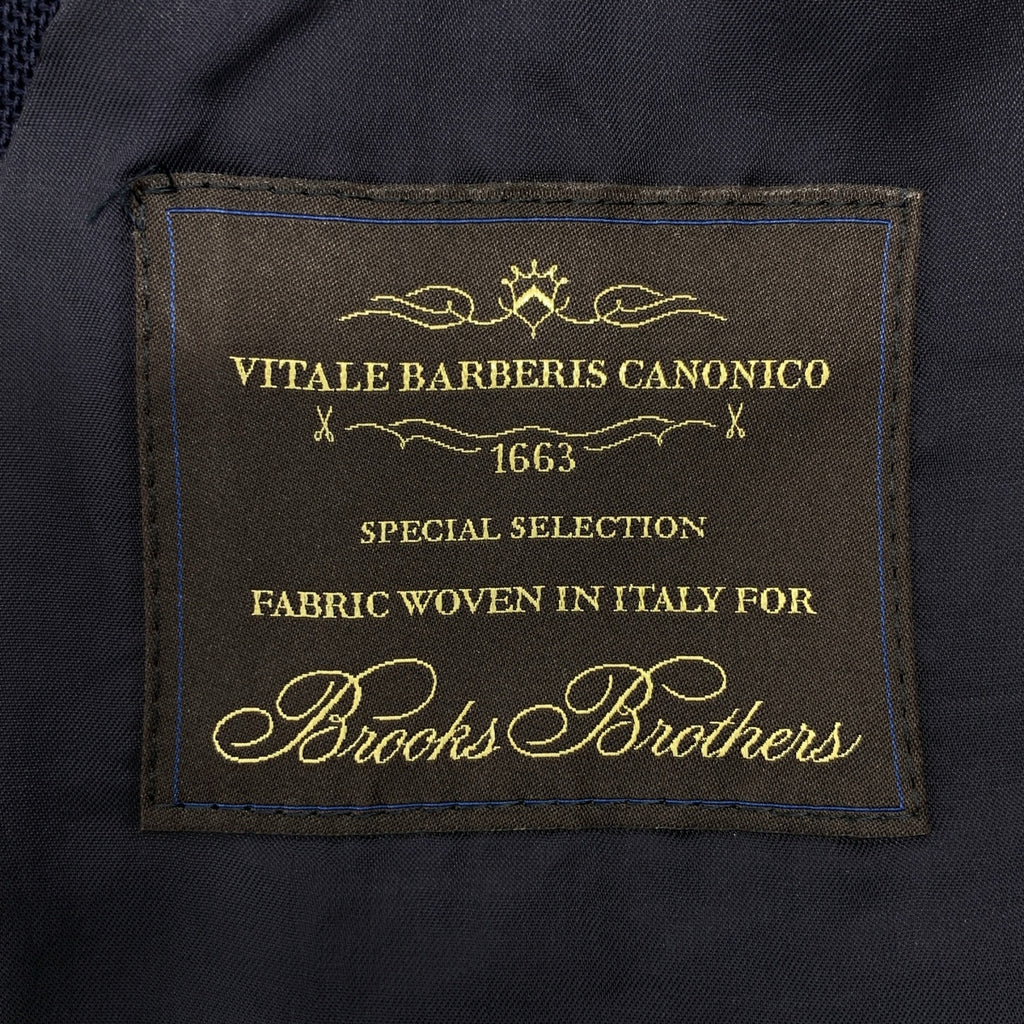 VITALE BARBERIS CANONICO
1663
SPECIAL SELECTION
FABRIC WOVEN IN ITALY FOR
Brooks Brothers